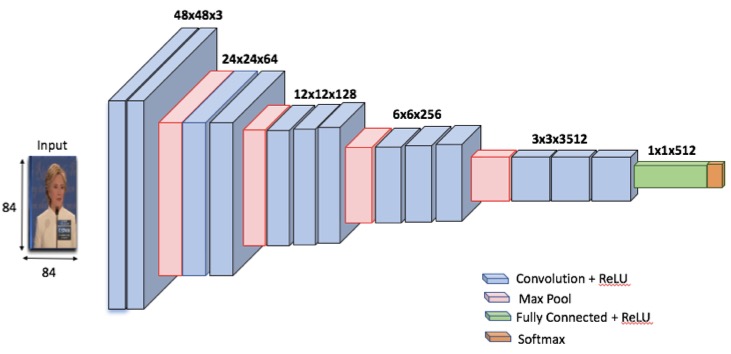 48x48x3
24x24x64
12x12x128
6x6x256
3x3x3512
1x1x512
Input
84
84
Convolution + ReLU
Max Pool
Fully Connected + ReLU
Softmax